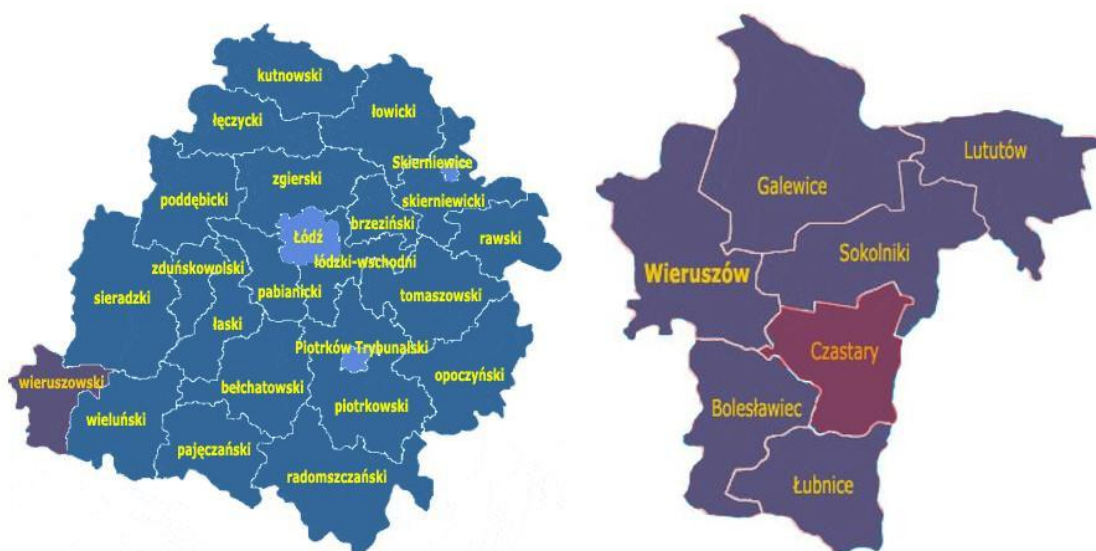 kutnowski
łowicki
łęczycki
Skierniewice
zgierski
skierniewicki
poddębicki
brzeziński
Łódź
rawski
łódzki-wschodni
zduńskowolski
pabianicki
tomaszowski
sieradzki
łaski
Piotrków Trybunalski
opoczyński
wieruszowski
bełchatowski
piotrkowski
wieluński
pajęczański
radomszczański
Lututów
Galewice
Sokolniki
Wieruszów
Czastary
Bolesławiec
Łubnice